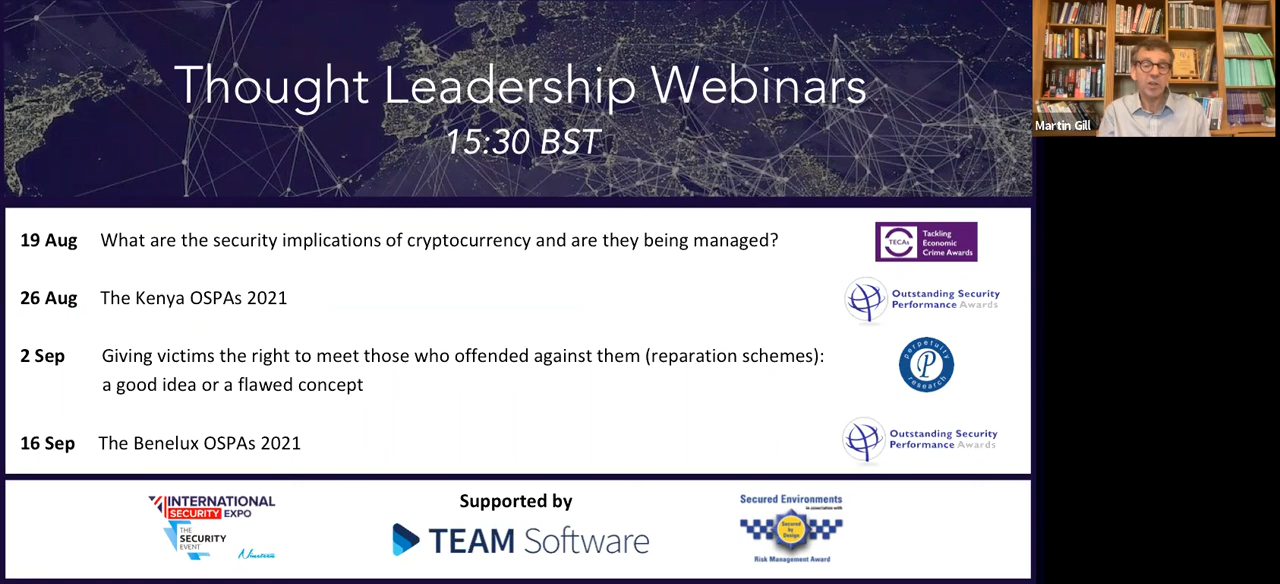 Thought Leadership Webinars
15:30 BST
Martin Gill
19 Aug What are the security implications of cryptocurrency and are they being managed?
TECAs
Tackling
Economic
Crime Awards
26 Aug The Kenya OSPAs 2021
Outstanding Security
Performance Awards
2 Sep Giving victims the right to meet those who offended against them (reparation schemes):
a good idea or a flawed concept
perpetuity
P
research
16 Sep The Benelux OSPAs 2021
Outstanding Security
Performance Awards
INTERNATIONAL
SECURITY EXPO
THE
SECURITY
EVENT
Supported by
TEAM Software
Secured Environments
in association with
Secured
by
Design
Risk Management Award